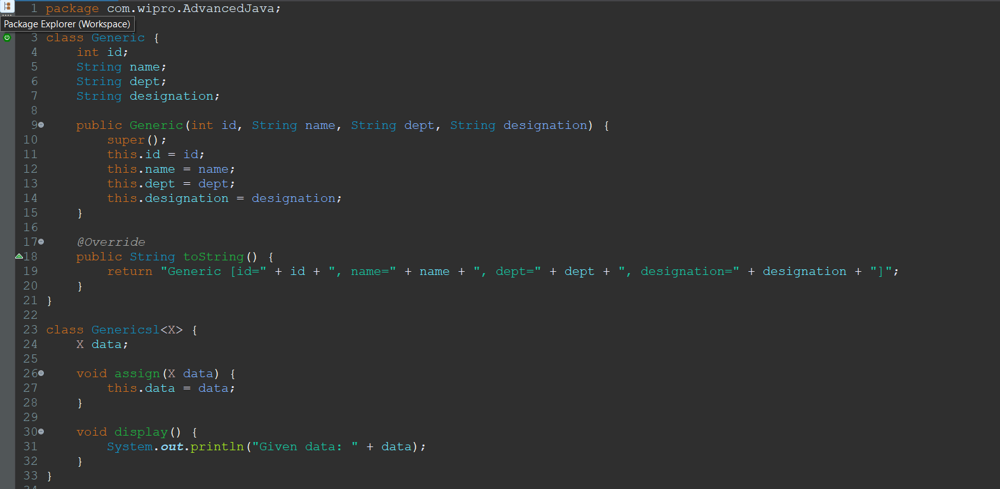 1 package com.wipro.AdvancedJava;
Package Explorer (Workspace)
3 class Generic {
4 int id;
5 String name;
6 String dept;
7 String designation;
8
9 public Generic(int id, String name, String dept, String designation) {
10 super();
11 this.id = id;
12 this.name = name;
13 this.dept = dept;
14 this.designation = designation;
15 }
16
17 @Override
18 public String toString() {
19 return "Generic [id=" + id + ", name=" + name + ", dept=" + dept + ", designation=" + designation + "]";
20 }
21 }
22
23 class Genericsl<X> {
24 X data;
25
26 void assign(X data) {
27 this.data = data;
28 }
29
30 void display() {
31 System.out.println("Given data: " + data);
32 }
33 }
34